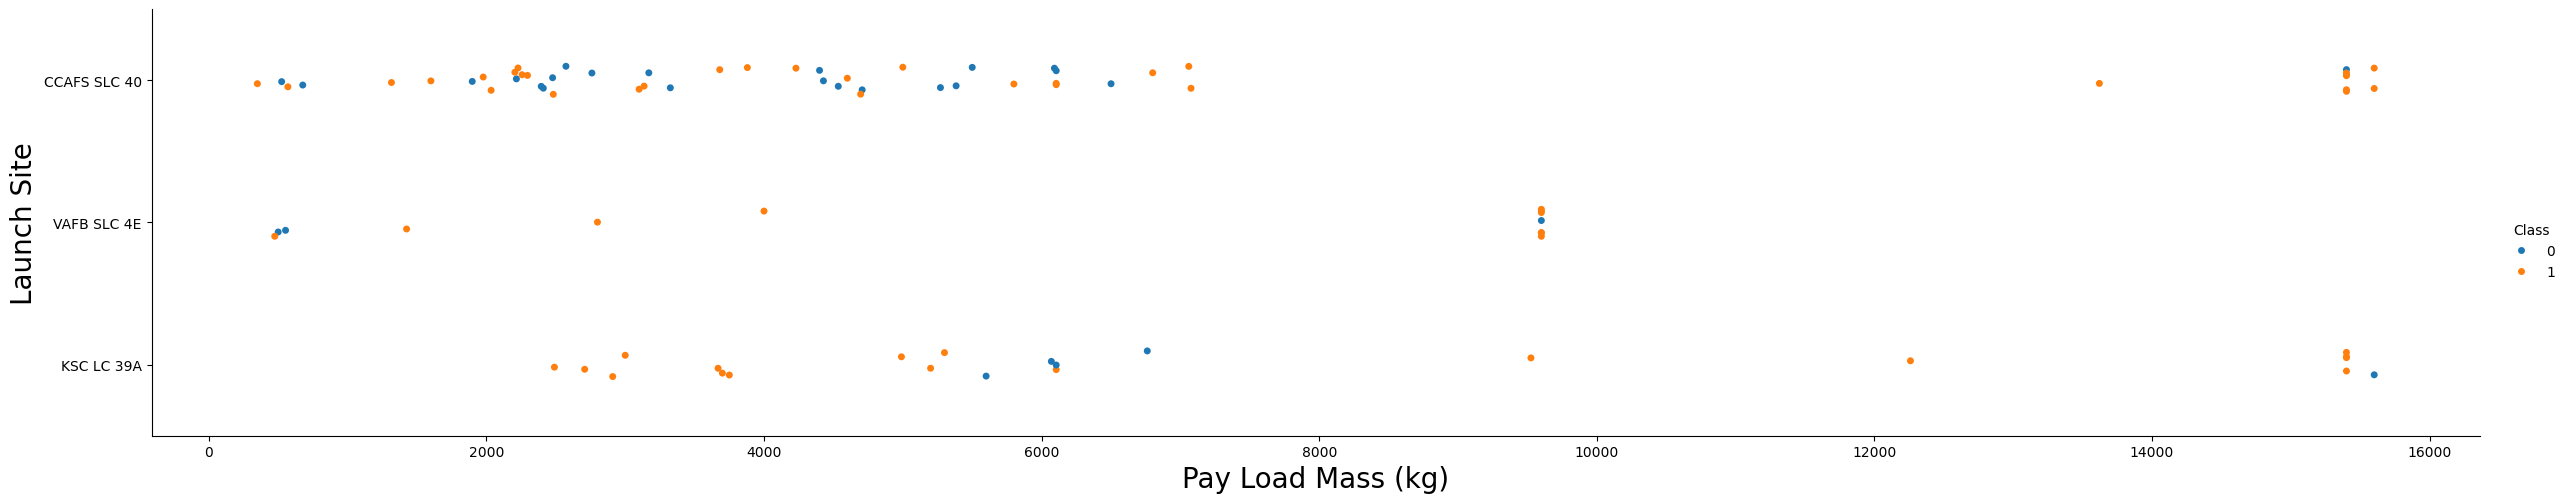 Launch Site
CCAFS SLC 40
VAFB SLC 4E
KSC LC 39A
0 2000 4000 6000 8000 10000 12000 14000 16000
Pay Load Mass (kg)
Class
0
1